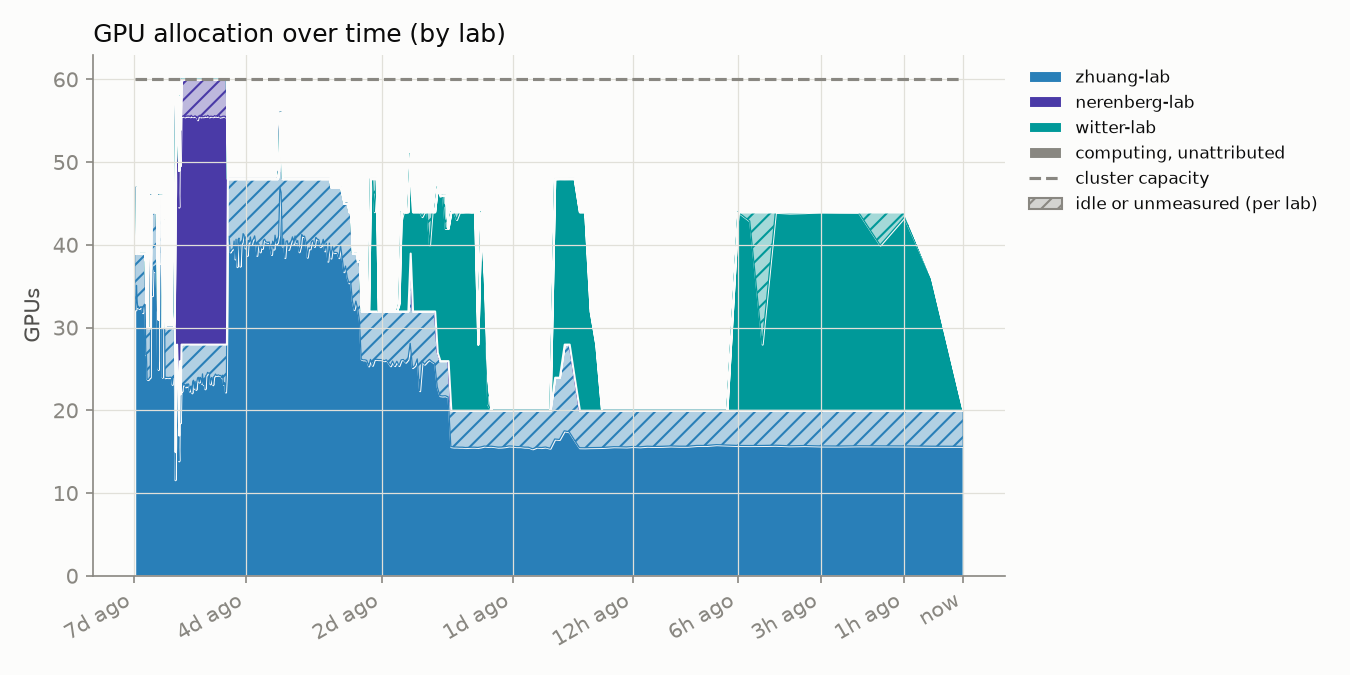 GPU allocation over time (by lab)
GPUs
60
50
40
30
20
10
0
7d ago
4d ago
2d ago
1d ago
12h ago
6h ago
3h ago
1h ago
now
zhuang-lab
nerenberg-lab
witter-lab
computing, unattributed
cluster capacity
idle or unmeasured (per lab)